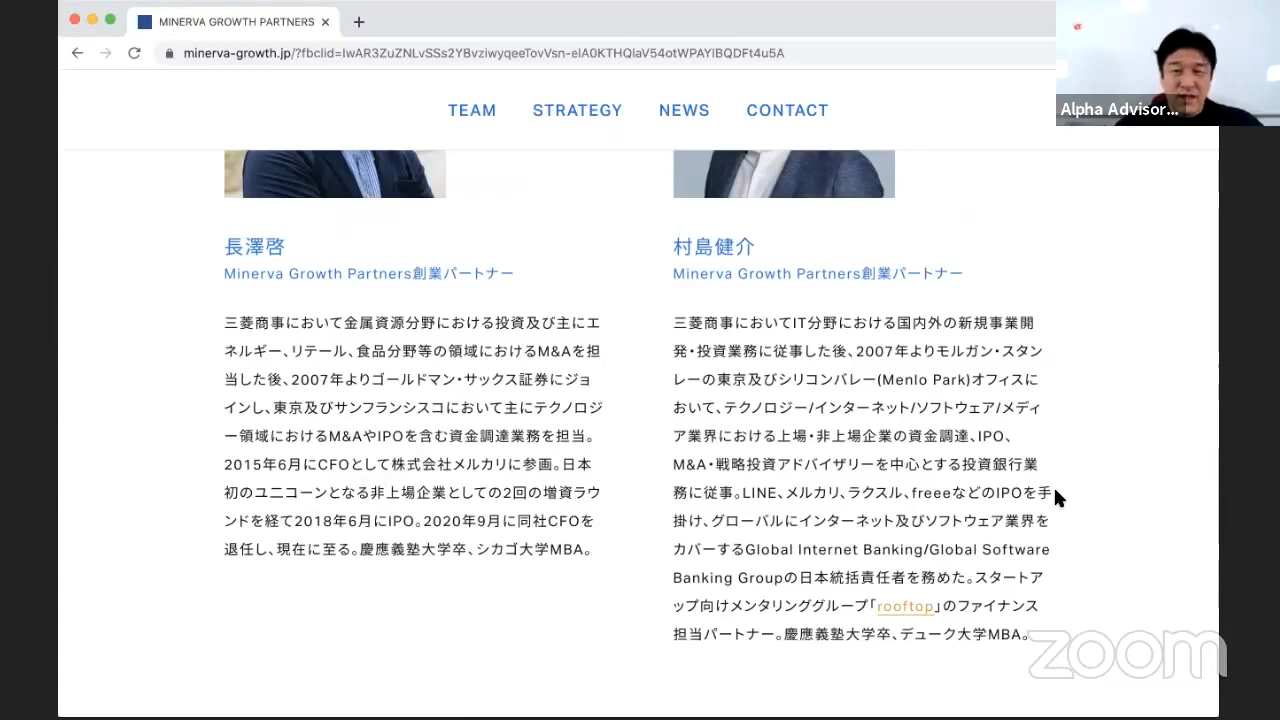 MINERVA GROWTH PARTNERS
minerva-growth.jp/?fbclid=IwAR3ZuZNLvSSs2YBvziwyqeeTovVsn-elA0KTHQlaV54otWPAYlBQDFt4u5A
Alpha Advisor...
TEAM STRATEGY NEWS CONTACT
長澤啓
Minerva Growth Partners創業パートナー
三菱商事において金属資源分野における投資及び主にエ
ネルギー、リテール、食品分野等の領域におけるM&Aを担
当した後、2007年よりゴールドマン・サックス証券にジョ
インし、東京及びサンフランシスコにおいて主にテクノロジ
ー領域におけるM&AやIPOを含む資金調達業務を担当。
2015年6月にCFOとして株式会社メルカリに参画。日本
初のユニコーンとなる非上場企業としての2回の増資ラウ
ンドを経て2018年6月にIPO。2020年9月に同社CFOを
退任し、現在に至る。慶應義塾大学卒、シカゴ大学MBA。
村島健介
Minerva Growth Partners創業パートナー
三菱商事においてIT分野における国内外の新規事業開
発・投資業務に従事した後、2007年よりモルガン・スタン
レーの東京及びシリコンバレー(Menlo Park)オフィスに
おいて、テクノロジー/インターネット/ソフトウェア/メディ
ア業界における上場・非上場企業の資金調達、IPO、
M&A・戦略投資アドバイザリーを中心とする投資銀行業
務に従事。LINE、メルカリ、ラクスル、freeeなどのIPOを手
掛け、グローバルにインターネット及びソフトウェア業界を
カバーするGlobal Internet Banking/Global Software
Banking Groupの日本統括責任者を務めた。スタートア
ップ向けメンタリンググループ「rooftop」のファイナンス
担当パートナー。慶應義塾大学卒、デューク大学MBA。
zoom